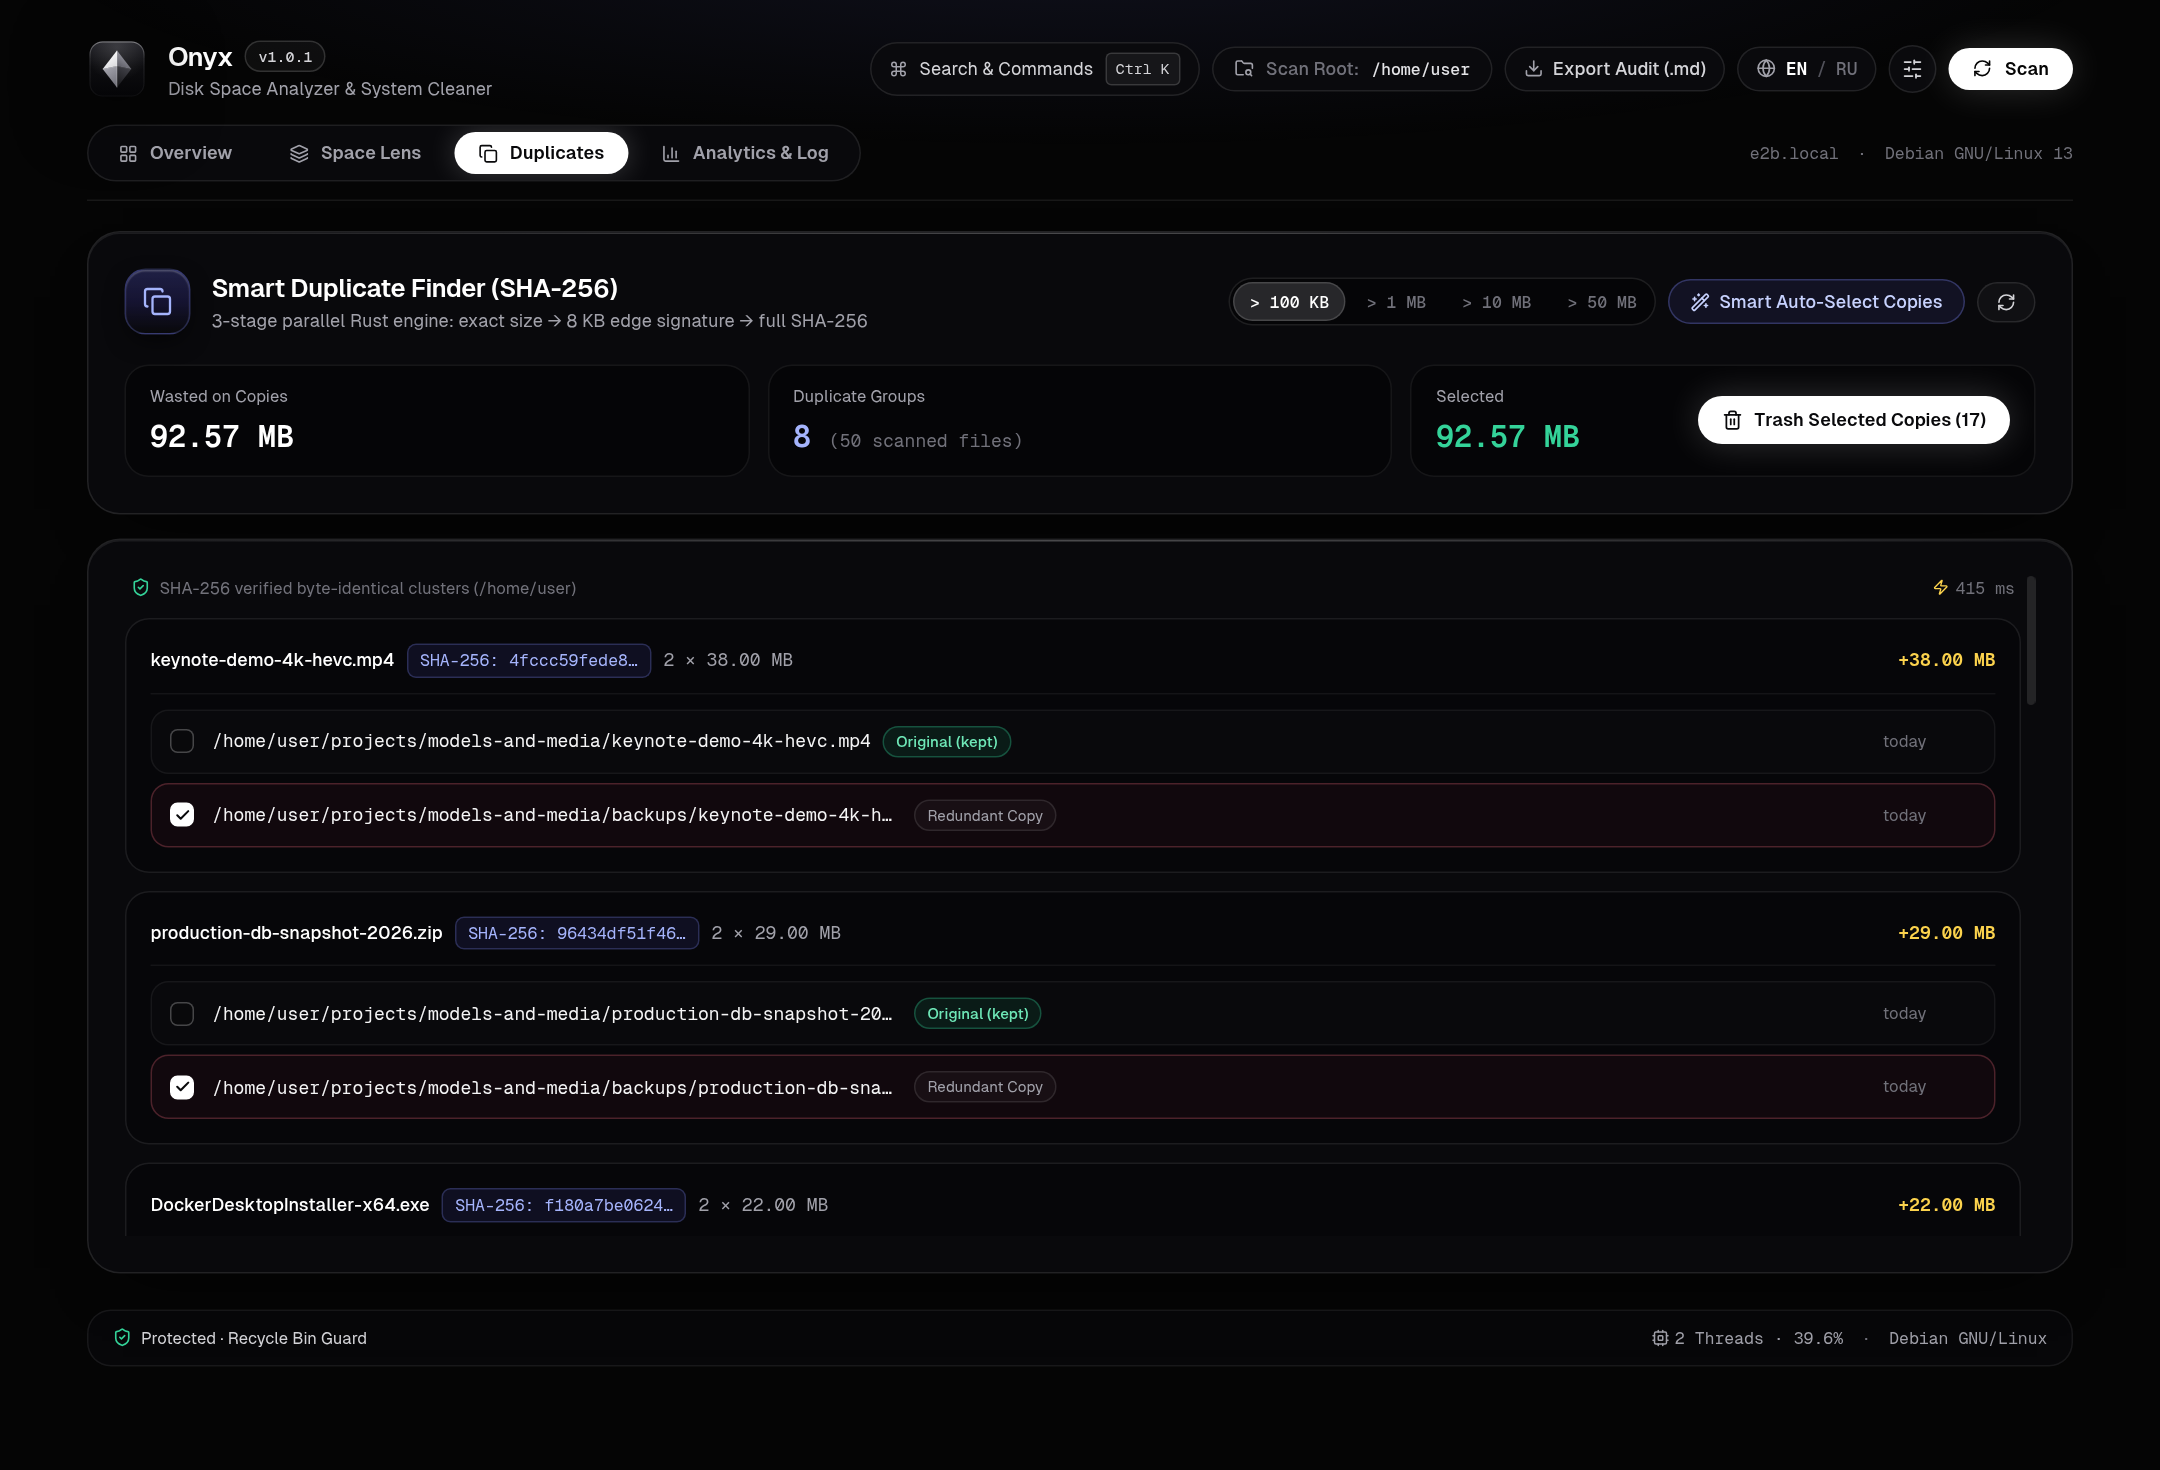 Onyx v1.0.1
Disk Space Analyzer & System Cleaner
Search & Commands Ctrl K
Scan Root: /home/user
Export Audit (.md)
EN / RU
Scan
Overview
Space Lens
Duplicates
Analytics & Log
e2b.local · Debian GNU/Linux 13
Smart Duplicate Finder (SHA-256)
3-stage parallel Rust engine: exact size → 8 KB edge signature → full SHA-256
> 100 KB > 1 MB > 10 MB > 50 MB
Smart Auto-Select Copies
Wasted on Copies
92.57 MB
Duplicate Groups
8 (50 scanned files)
Selected
92.57 MB
Trash Selected Copies (17)
SHA-256 verified byte-identical clusters (/home/user)
415 ms
keynote-demo-4k-hevc.mp4 SHA-256: 4fccc59fede8… 2 × 38.00 MB +38.00 MB
/home/user/projects/models-and-media/keynote-demo-4k-hevc.mp4 Original (kept) today
/home/user/projects/models-and-media/backups/keynote-demo-4k-h… Redundant Copy today
production-db-snapshot-2026.zip SHA-256: 96434df51f46… 2 × 29.00 MB +29.00 MB
/home/user/projects/models-and-media/production-db-snapshot-20… Original (kept) today
/home/user/projects/models-and-media/backups/production-db-sna… Redundant Copy today
DockerDesktopInstaller-x64.exe SHA-256: f180a7be0624… 2 × 22.00 MB +22.00 MB
Protected · Recycle Bin Guard
2 Threads · 39.6% · Debian GNU/Linux